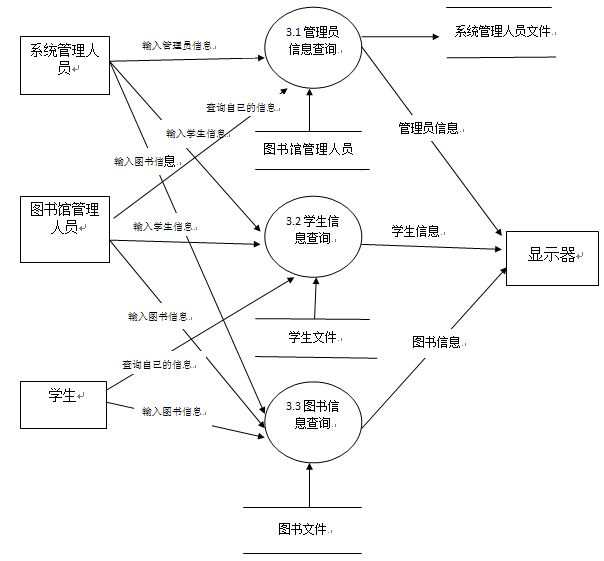 3.1 管理员
信息查询
系统管理人员文件
系统管理人
员
输入管理员信息
查询自己的信息
输入学生信息
管理员信息
图书馆管理人员
输入图书信息
图书馆管理
人员
输入学生信息
3.2 学生信
息查询
学生信息
显示器
输入图书信息
学生文件
图书信息
查询自己的信息
学生
输入图书信息
3.3 图书信
息查询
图书文件